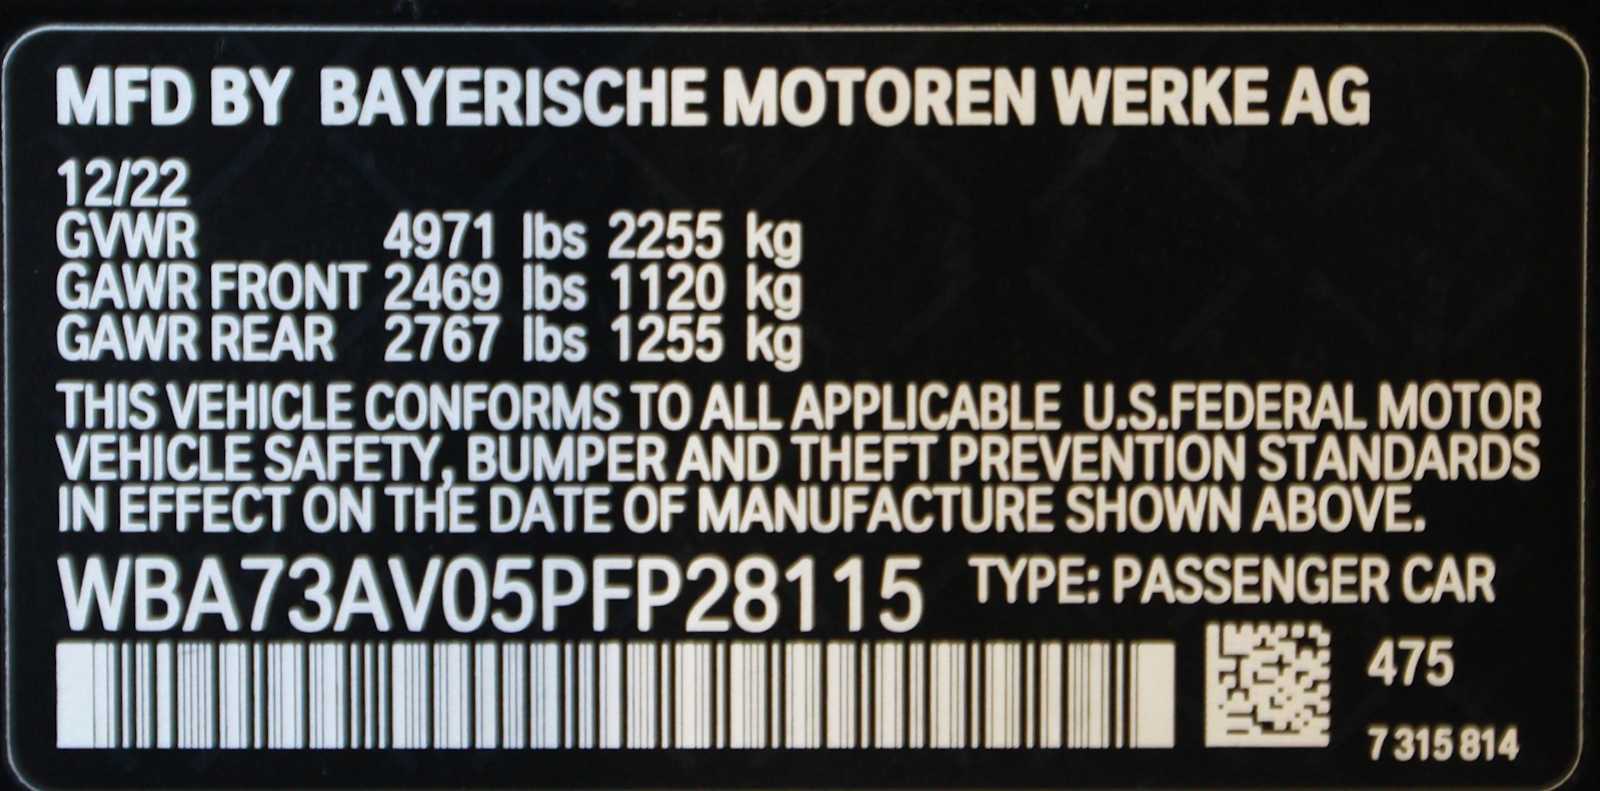 MFD BY BAYERISCHE MOTOREN WERKE AG
12/22
GVWR 4971 lbs 2255 kg
GAWR FRONT 2469 lbs 1120 kg
GAWR REAR 2767 lbs 1255 kg
THIS VEHICLE CONFORMS TO ALL APPLICABLE U.S.FEDERAL MOTOR
VEHICLE SAFETY, BUMPER AND THEFT PREVENTION STANDARDS
IN EFFECT ON THE DATE OF MANUFACTURE SHOWN ABOVE.
WBA73AV05PFP28115 TYPE: PASSENGER CAR
475
7 315 814